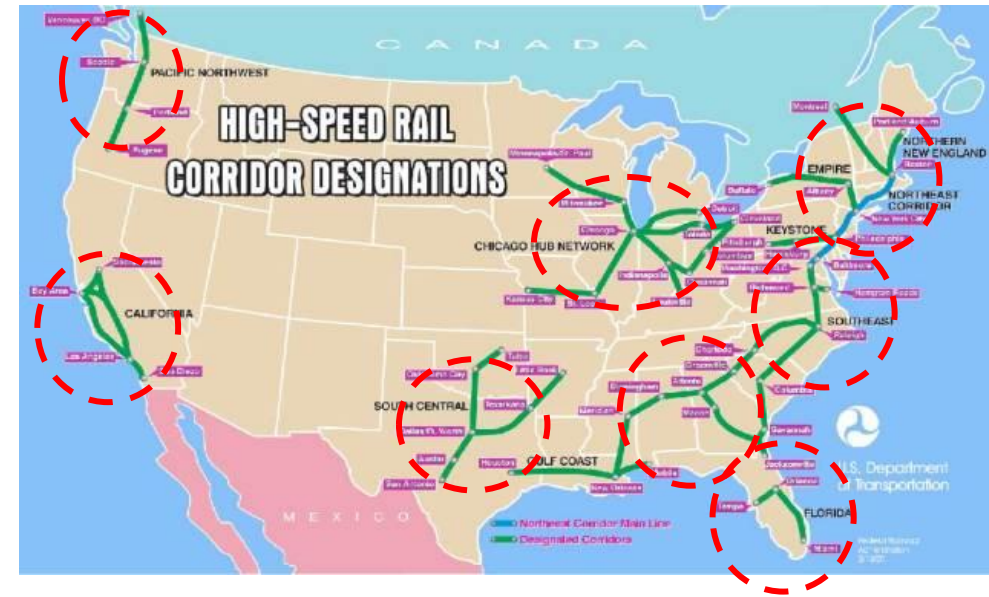 CANADA
Vancouver BC
Seattle
PACIFIC NORTHWEST
Portland
Eugene
HIGH-SPEED RAIL
CORRIDOR DESIGNATIONS
Minneapolis/St. Paul
Milwaukee
Chicago
CHICAGO HUB NETWORK
Detroit
Toledo
Cleveland
Columbus
Indianapolis
Cincinnati
Louisville
Kansas City
St. Louis
Montreal
Portland/Auburn
NORTHERN
NEW ENGLAND
Boston
EMPIRE
Buffalo
Albany
NORTHEAST
CORRIDOR
New York City
KEYSTONE
Pittsburgh
Harrisburg
Philadelphia
Washington, D.C.
Baltimore
Richmond
Hampton Roads
SOUTHEAST
Raleigh
Charlotte
Greenville
Atlanta
Birmingham
Macon
Columbia
Meridian
Savannah
Jacksonville
Sacramento
Bay Area
CALIFORNIA
Los Angeles
San Diego
Tulsa
Oklahoma City
Little Rock
SOUTH CENTRAL
Texarkana
Dallas/Ft. Worth
Austin
San Antonio
Houston
GULF COAST
New Orleans
Mobile
Orlando
Tampa
FLORIDA
Miami
MEXICO
Northeast Corridor Main Line
Designated Corridors
U.S. Department
of Transportation
Federal Railroad
Administration